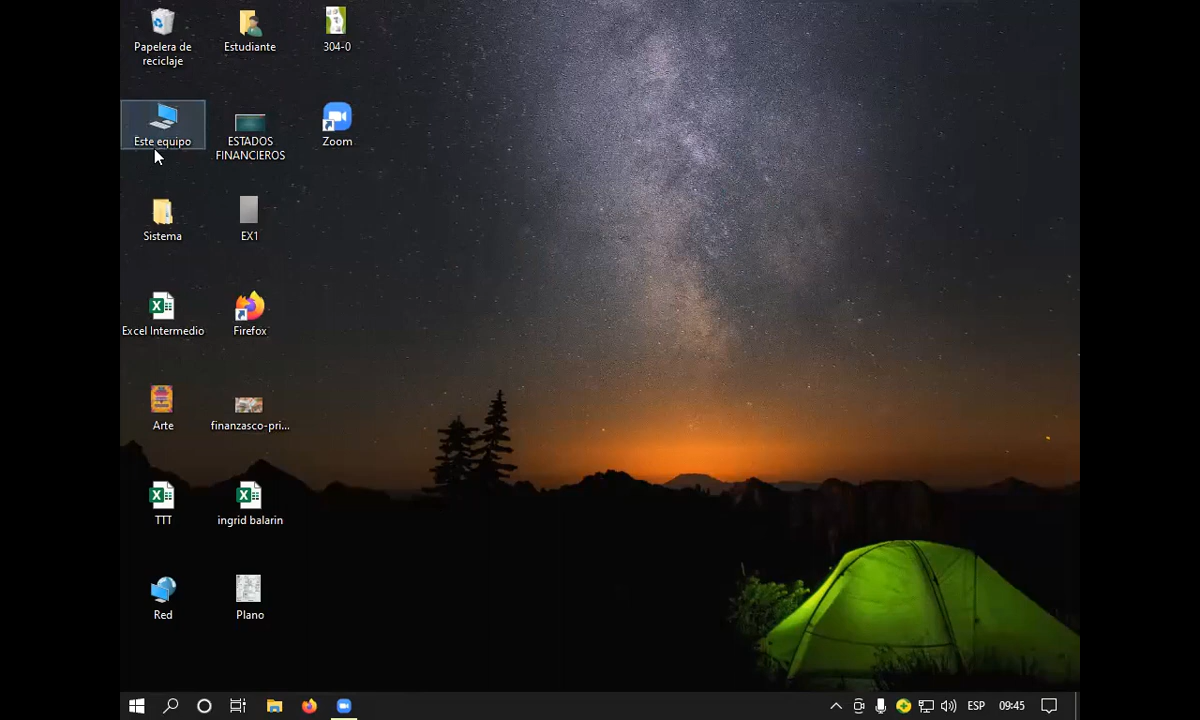 Papelera de
reciclaje
Estudiante
304-0
Este equipo
ESTADOS
FINANCIEROS
Zoom
Sistema
EX1
Excel Intermedio
Firefox
Arte
finanzasco-pri...
TTT
ingrid balarin
Red
Plano
ESP
09:45